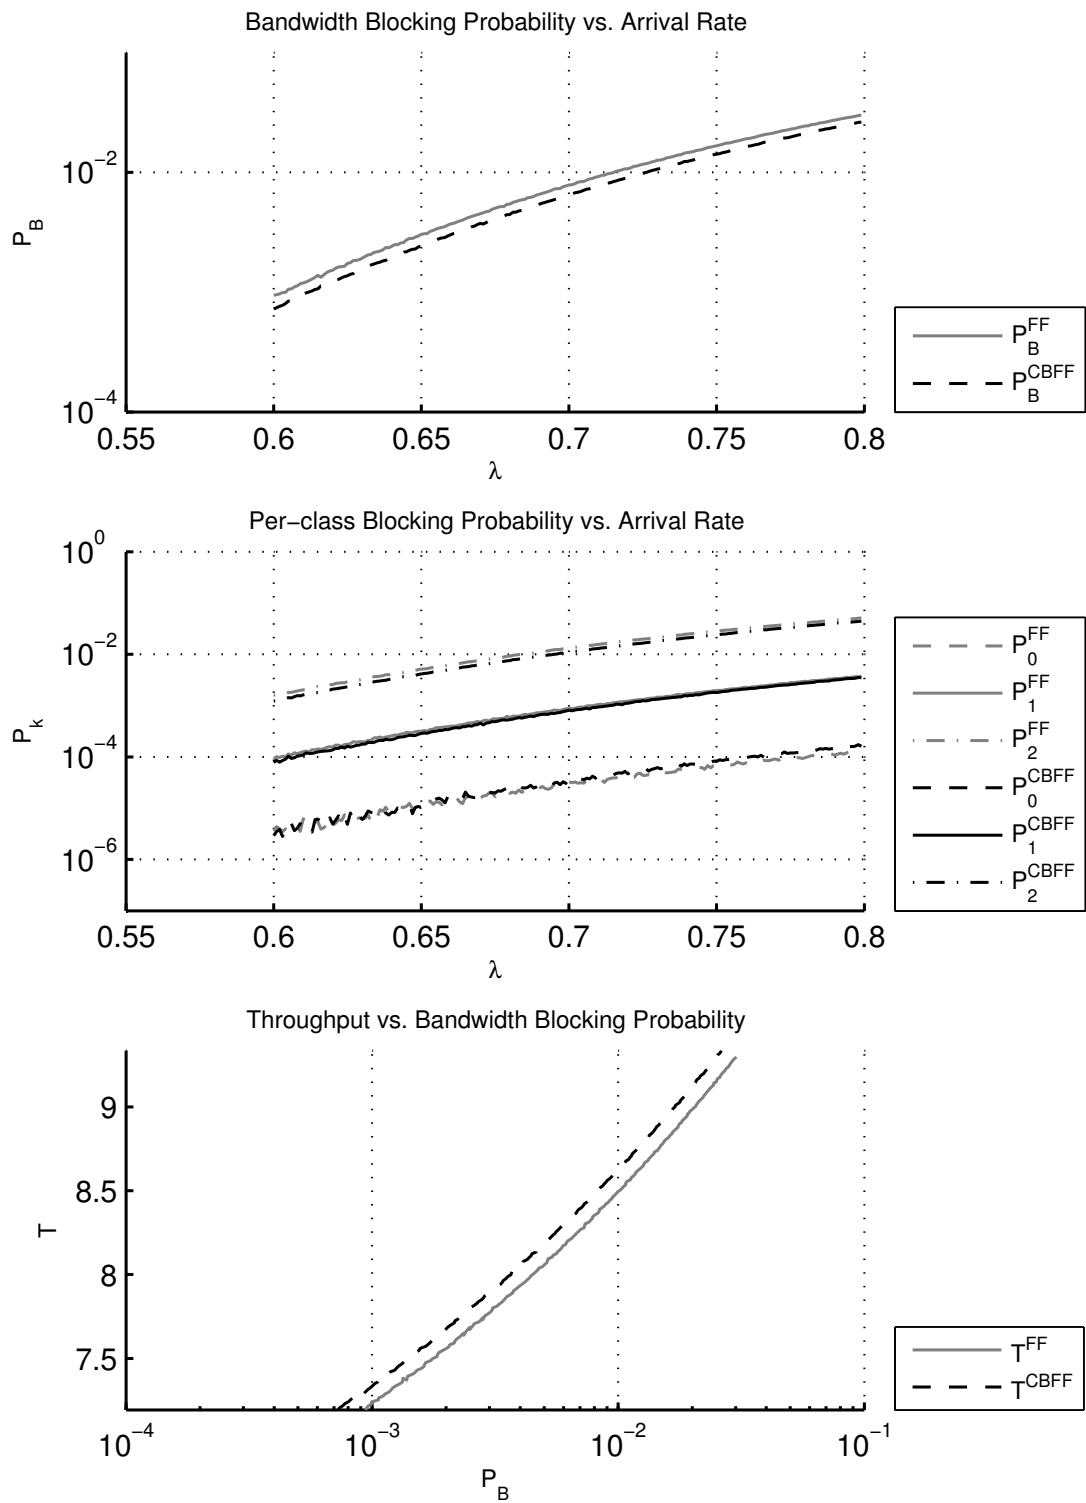 Bandwidth Blocking Probability vs. Arrival Rate
10^−2
10^−4
P_B
0.55 0.6 0.65 0.7 0.75 0.8
λ
P_B^FF
P_B^CBFF
Per−class Blocking Probability vs. Arrival Rate
10^0
10^−2
10^−4
10^−6
P_k
0.55 0.6 0.65 0.7 0.75 0.8
λ
P_0^FF
P_1^FF
P_2^FF
P_0^CBFF
P_1^CBFF
P_2^CBFF
Throughput vs. Bandwidth Blocking Probability
9
8.5
8
7.5
T
10^−4 10^−3 10^−2 10^−1
P_B
T^FF
T^CBFF